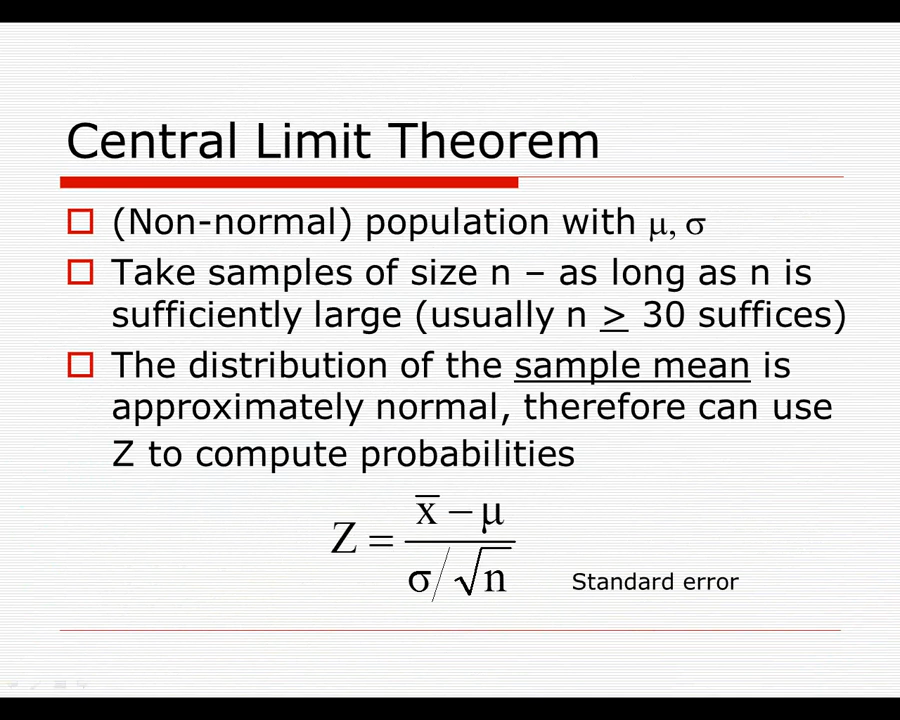 Central Limit Theorem
(Non-normal) population with μ, σ
Take samples of size n – as long as n is
sufficiently large (usually n ≥ 30 suffices)
The distribution of the sample mean is
approximately normal, therefore can use
Z to compute probabilities
Z = (x̄ − μ) / (σ/√n)
Standard error